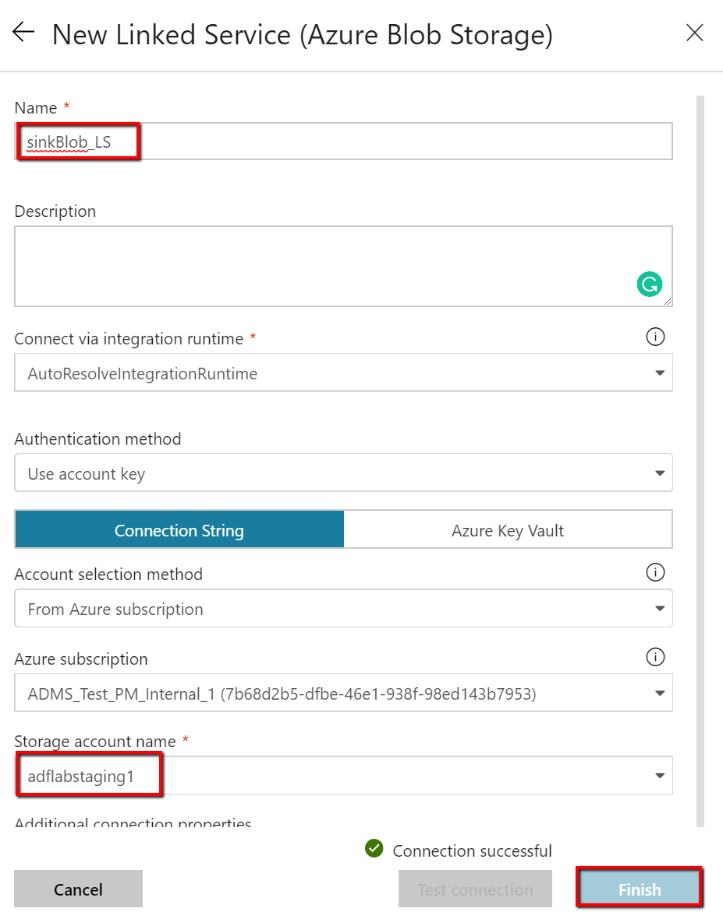 New Linked Service (Azure Blob Storage)
Name *
sinkBlob_LS
Description
Connect via integration runtime *
AutoResolveIntegrationRuntime
Authentication method
Use account key
Connection String
Azure Key Vault
Account selection method
From Azure subscription
Azure subscription
ADMS_Test_PM_Internal_1 (7b68d2b5-dfbe-46e1-938f-98ed143b7953)
Storage account name *
adflabstaging1
Additional connection properties
Connection successful
Cancel
Test connection
Finish